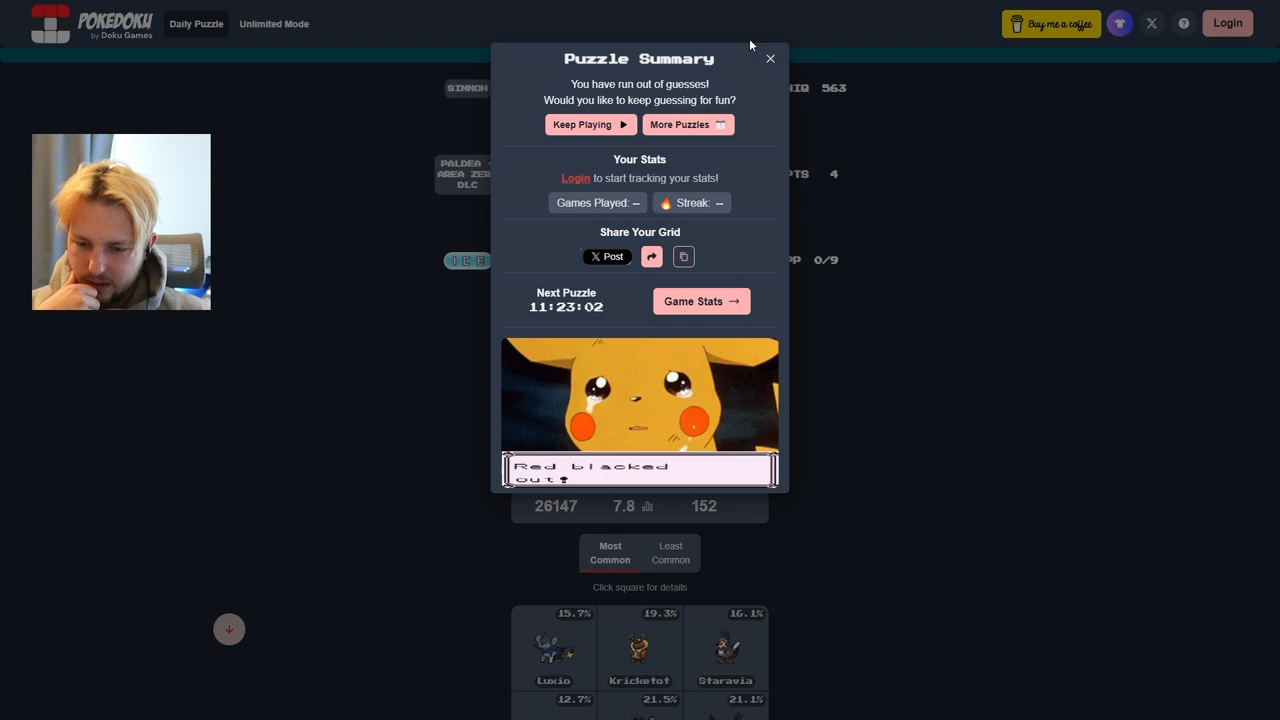 POKEDOKU
by Doku Games
Daily Puzzle
Unlimited Mode
Buy me a coffee
Login
Puzzle Summary
You have run out of guesses!
Would you like to keep guessing for fun?
Keep Playing
More Puzzles
Your Stats
Login to start tracking your stats!
Games Played: --
Streak: --
Share Your Grid
Post
Next Puzzle
11:23:02
Game Stats
Red blacked
out!
SINNOH
IQ 563
PALDEA +
AREA ZER
DLC
PTS 4
ICE
PP 0/9
26147 7.8 152
Most
Common
Least
Common
Click square for details
15.7% 19.3% 16.1%
Luxio Kricketot Staravia
12.7% 21.5% 21.1%